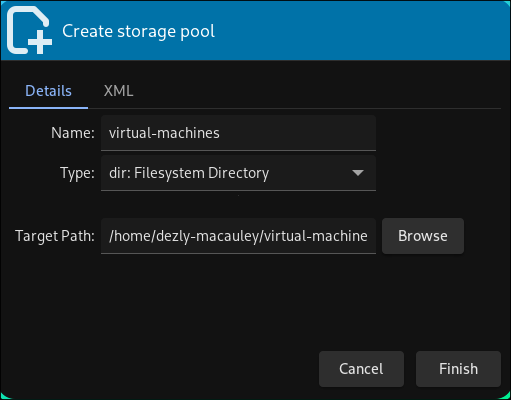 Create storage pool
Details XML
Name: virtual-machines
Type: dir: Filesystem Directory
Target Path: /home/dezly-macauley/virtual-machine Browse
Cancel Finish